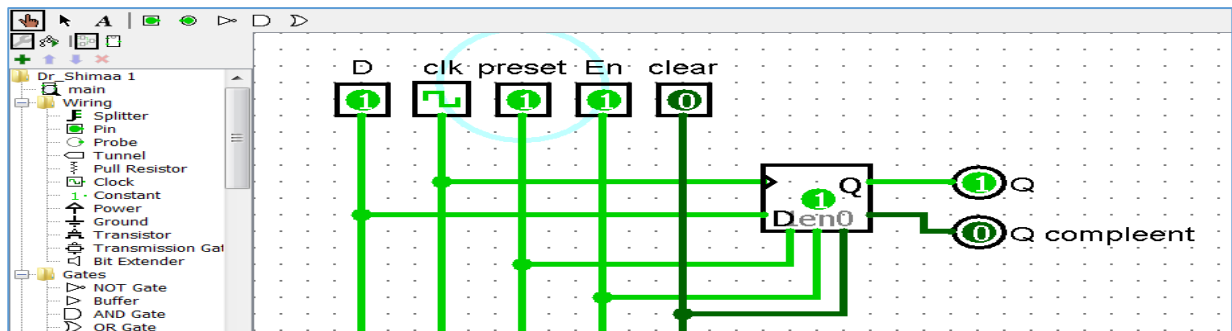 A
Dr_Shimaa 1
main
Wiring
Splitter
Pin
Probe
Tunnel
Pull Resistor
Clock
Constant
Power
Ground
Transistor
Transmission Gat
Bit Extender
Gates
NOT Gate
Buffer
AND Gate
OR Gate
D clk preset En clear
1 1 1 0
Q 1 Q
1
D 1en0
0 Q compleent